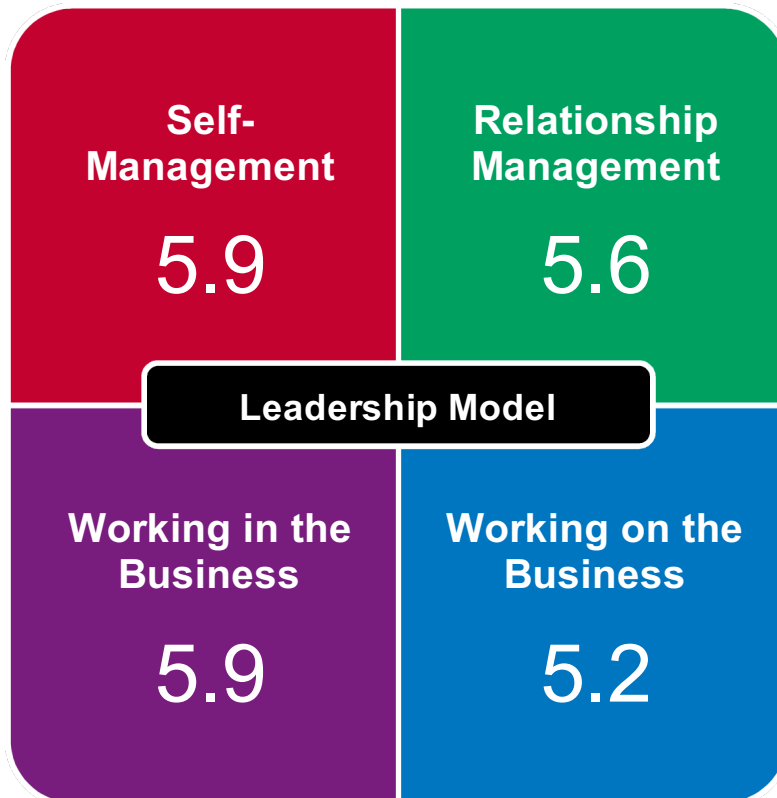 Self-
Management
5.9
Relationship
Management
5.6
Leadership Model
Working in the
Business
5.9
Working on the
Business
5.2